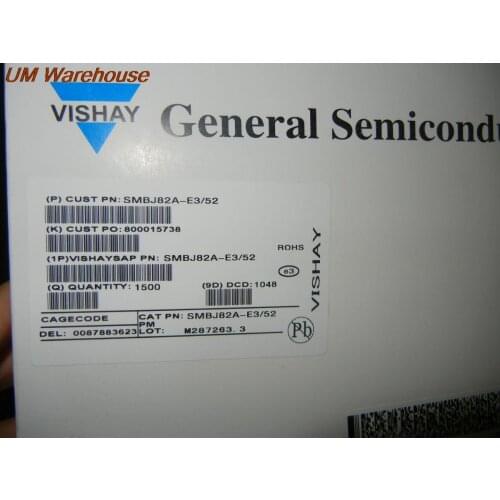 UM Warehouse
VISHAY
General Semicondu
(P) CUST PN: SMBJ82A-E3/52
(K) CUST PO: 800015738
(1P)VISHAYSAP PN: SMBJ82A-E3/52
(Q) QUANTITY: 1500
(9D) DCD: 1048
ROHS
e3
VISHAY
CAGECODE
CAT PN: SMBJ82A-E3/52
PM
DEL: 0087883623
LOT: M287263. 3
Pb